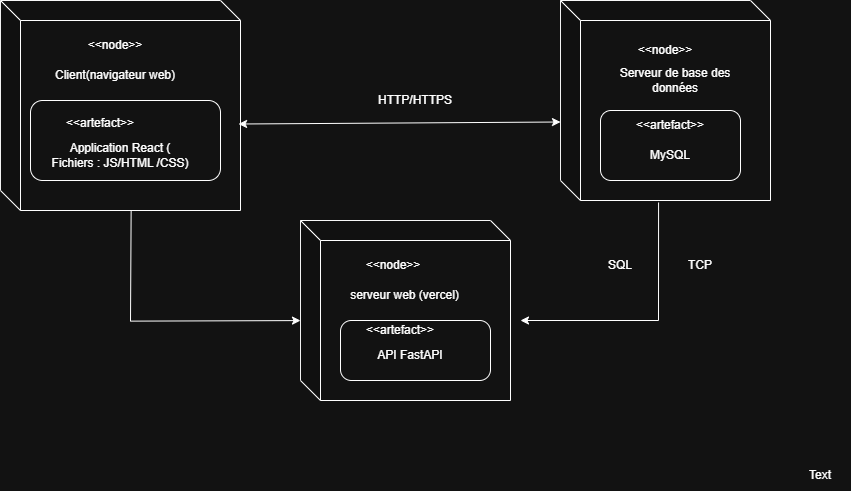 <<node>>
Client(navigateur web)
<<artefact>>
Application React (
Fichiers : JS/HTML /CSS)
HTTP/HTTPS
<<node>>
Serveur de base des
données
<<artefact>>
MySQL
SQL
TCP
<<node>>
serveur web (vercel)
<<artefact>>
API FastAPI
Text